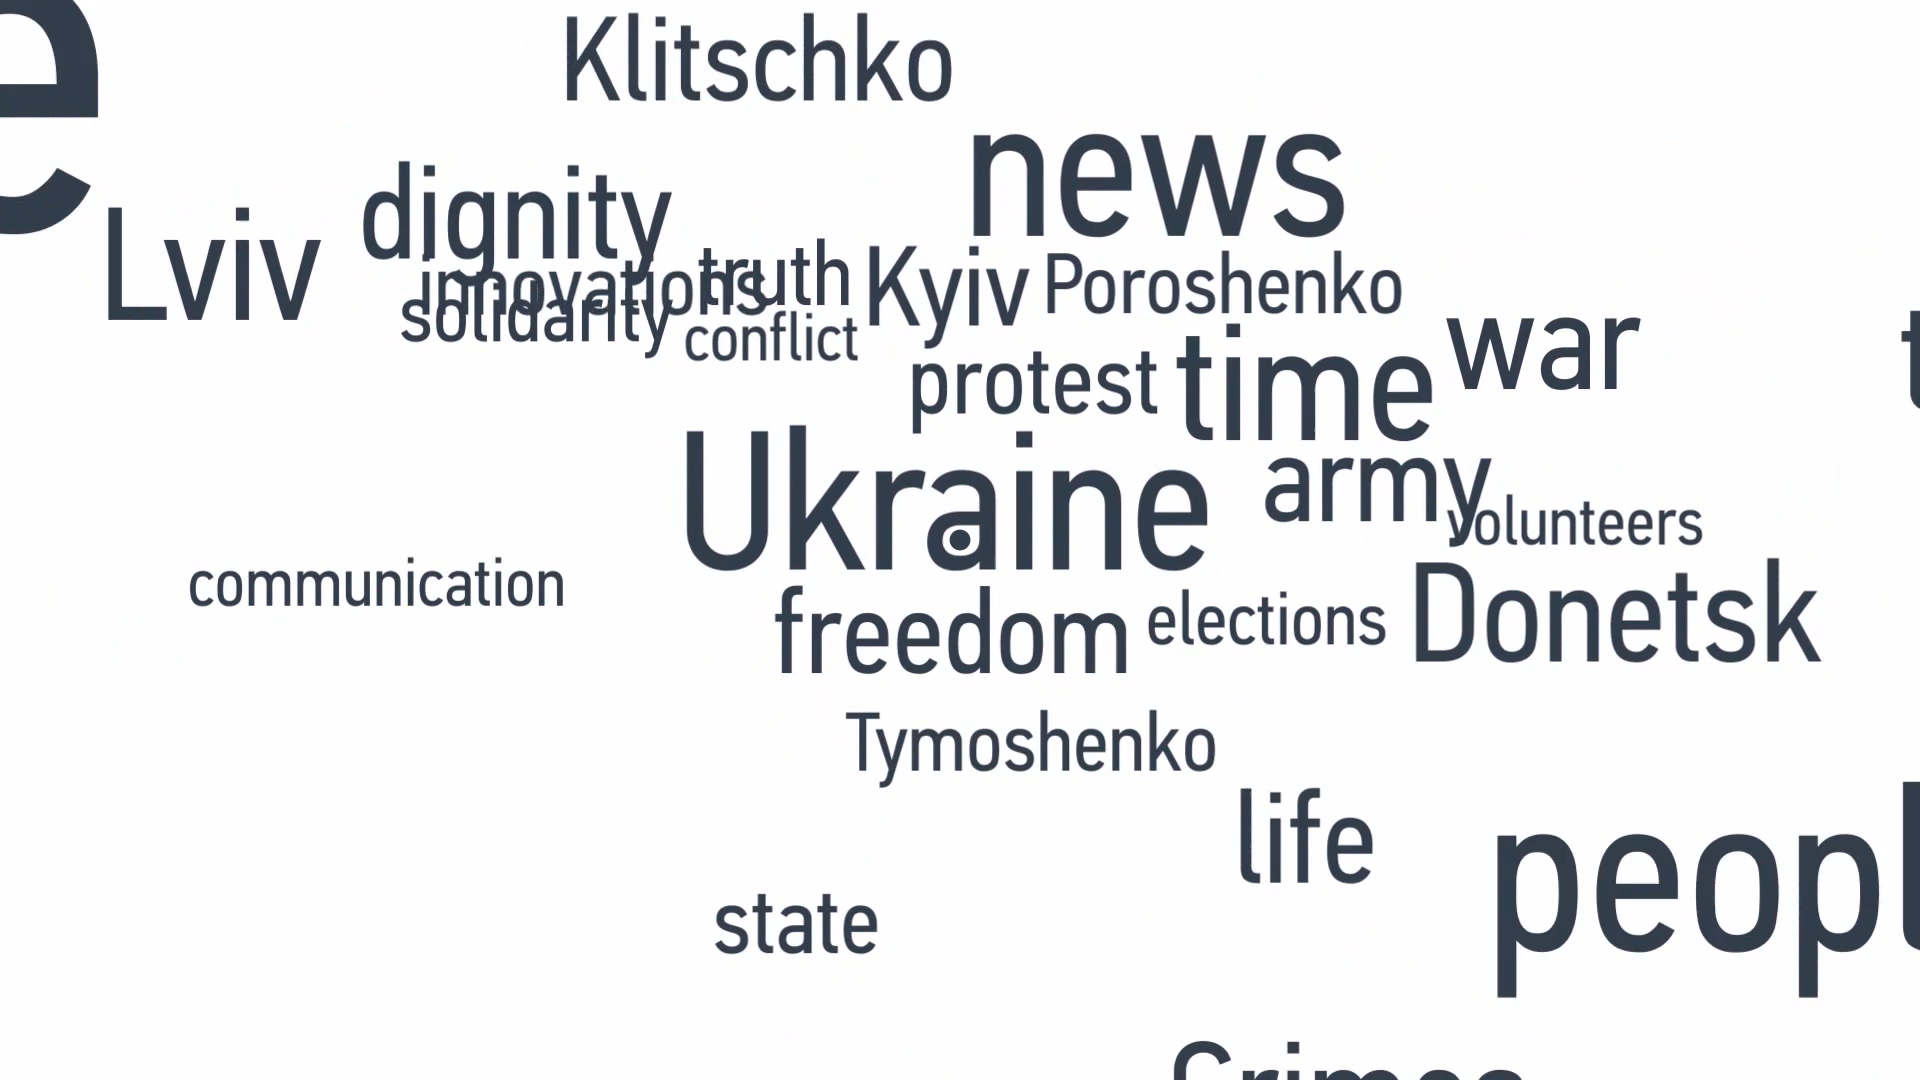 e
Klitschko
news
dignity
Lviv
innovations
truth
Kyiv
Poroshenko
solidarity
conflict
war
t
protest
time
Ukraine
army
volunteers
communication
freedom
elections
Donetsk
Tymoshenko
life
peopl
state